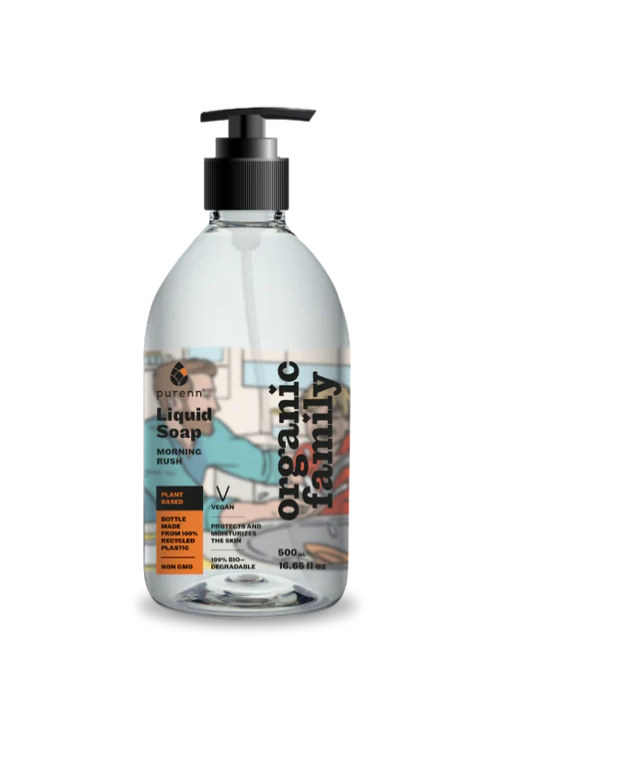 purenn
Liquid
Soap
MORNING
RUSH
PLANT
BASED
BOTTLE
MADE
FROM 100%
RECYCLED
PLASTIC
NON GMO
VEGAN
PROTECTS AND
MOISTURIZES
THE SKIN
100% BIO–
DEGRADABLE
organic
family
500 mL
16.65 fl oz